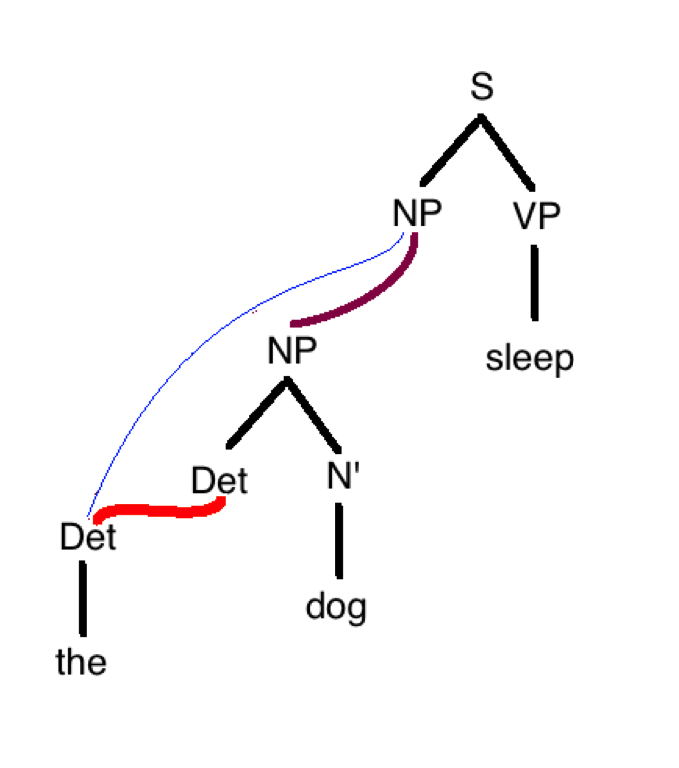 S
NP VP
NP sleep
Det N'
Det
dog
the